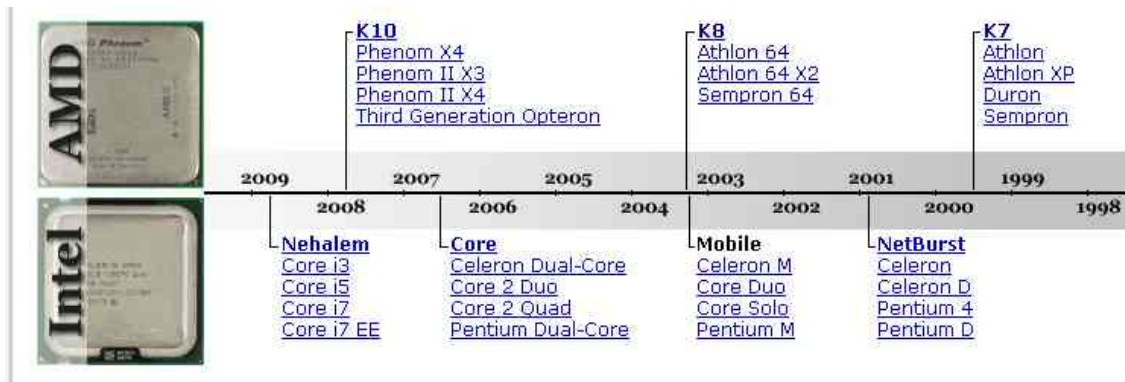 AMD
Phenom
K10
Phenom X4
Phenom II X3
Phenom II X4
Third Generation Opteron
K8
Athlon 64
Athlon 64 X2
Sempron 64
K7
Athlon
Athlon XP
Duron
Sempron
2009 2007 2005 2003 2001 1999
2008 2006 2004 2002 2000 1998
Intel
Nehalem
Core i3
Core i5
Core i7
Core i7 EE
Core
Celeron Dual-Core
Core 2 Duo
Core 2 Quad
Pentium Dual-Core
Mobile
Celeron M
Core Duo
Core Solo
Pentium M
NetBurst
Celeron
Celeron D
Pentium 4
Pentium D